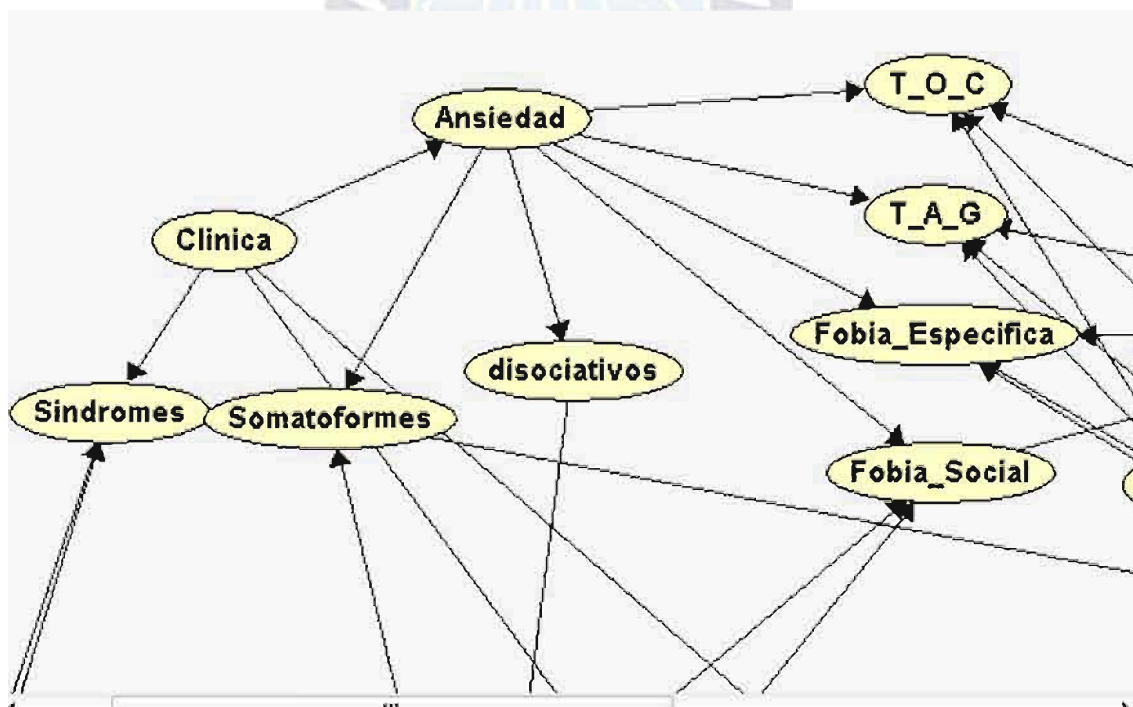 T_O_C
Ansiedad
T_A_G
Clinica
Fobia_Especifica
disociativos
Sindromes
Somatoformes
Fobia_Social